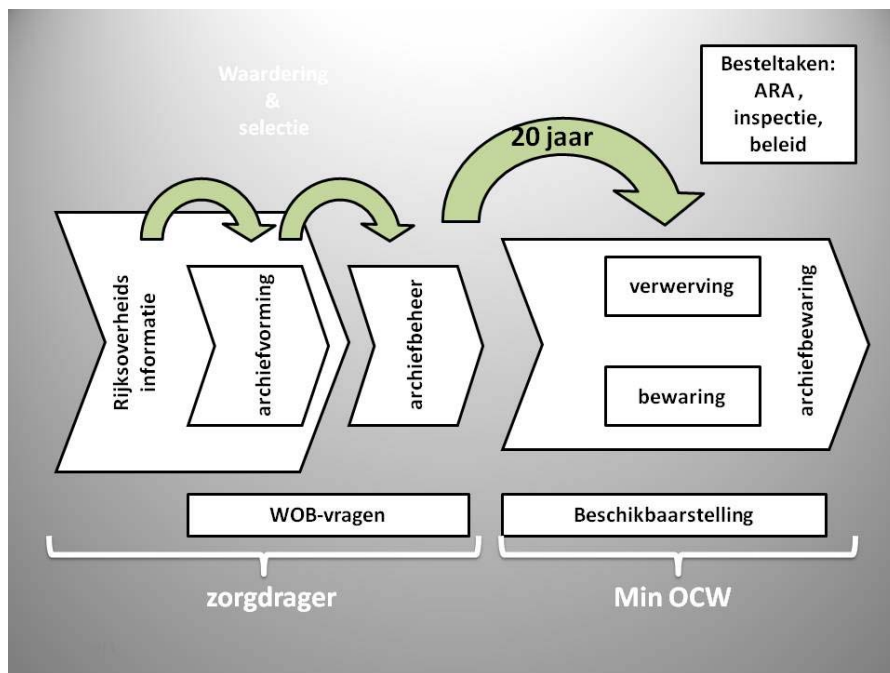 Waardering
&
selectie
Besteltaken:
ARA ,
inspectie,
beleid
20 jaar
Rijksoverheids
informatie
archiefvorming
archiefbeheer
verwerving
bewaring
archiefbewaring
WOB-vragen
Beschikbaarstelling
zorgdrager
Min OCW